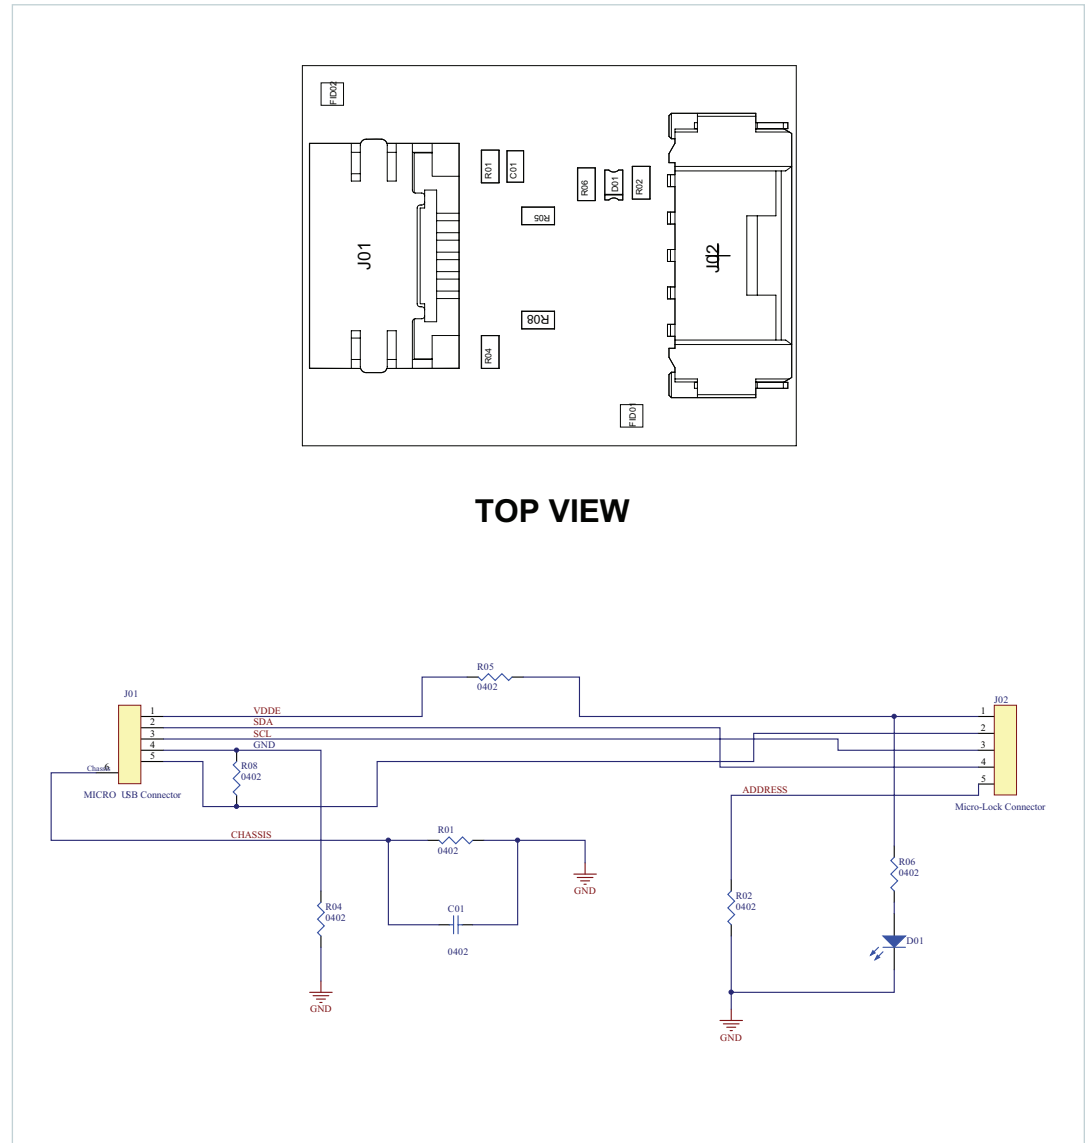 FID02
J01
R01
C01
R05
R06
D01
R02
J02
R08
R04
FID01
TOP VIEW
R05
0402
J01
1
2
3
4
5
6
VDDE
SDA
SCL
GND
Chassis
R08
0402
MICRO USB Connector
J02
1
2
3
4
5
ADDRESS
Micro-Lock Connector
CHASSIS
R01
0402
GND
R06
0402
R02
0402
R04
0402
C01
0402
D01
GND
GND